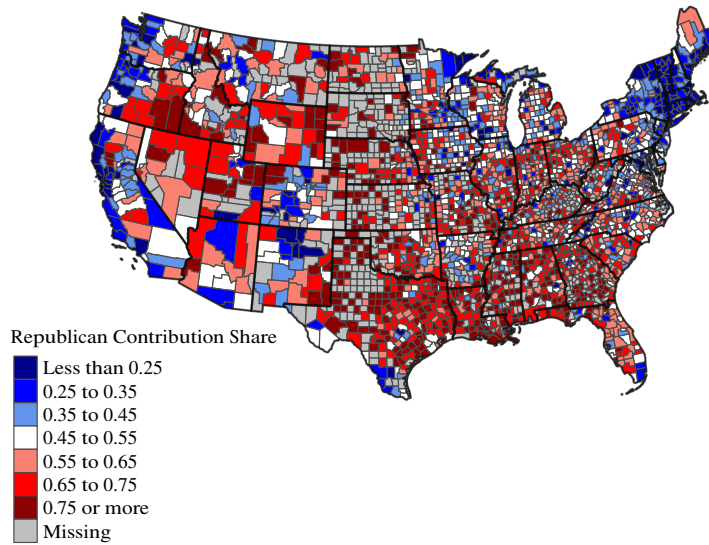 Republican Contribution Share
Less than 0.25
0.25 to 0.35
0.35 to 0.45
0.45 to 0.55
0.55 to 0.65
0.65 to 0.75
0.75 or more
Missing